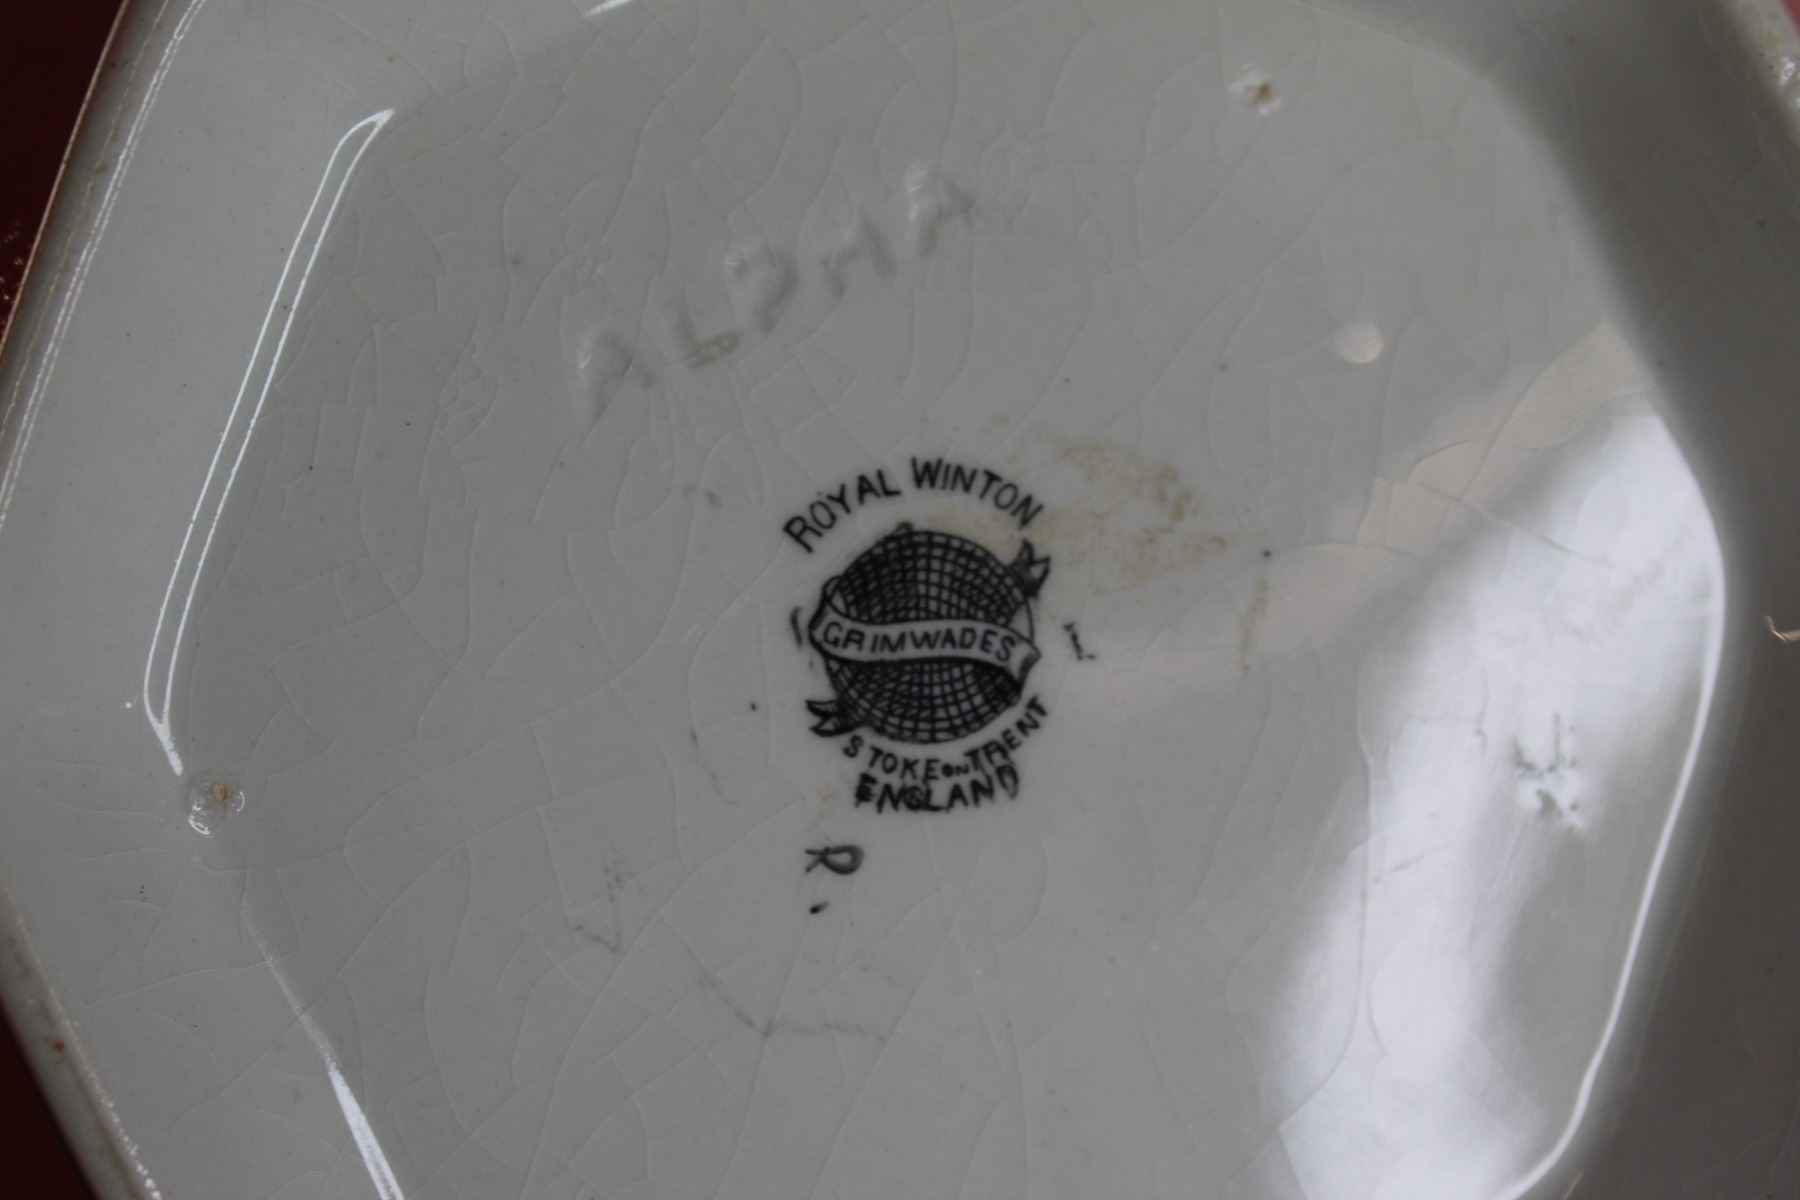 ALPHA
ROYAL WINTON
GRIMWADES
STOKE ON TRENT
ENGLAND
R.